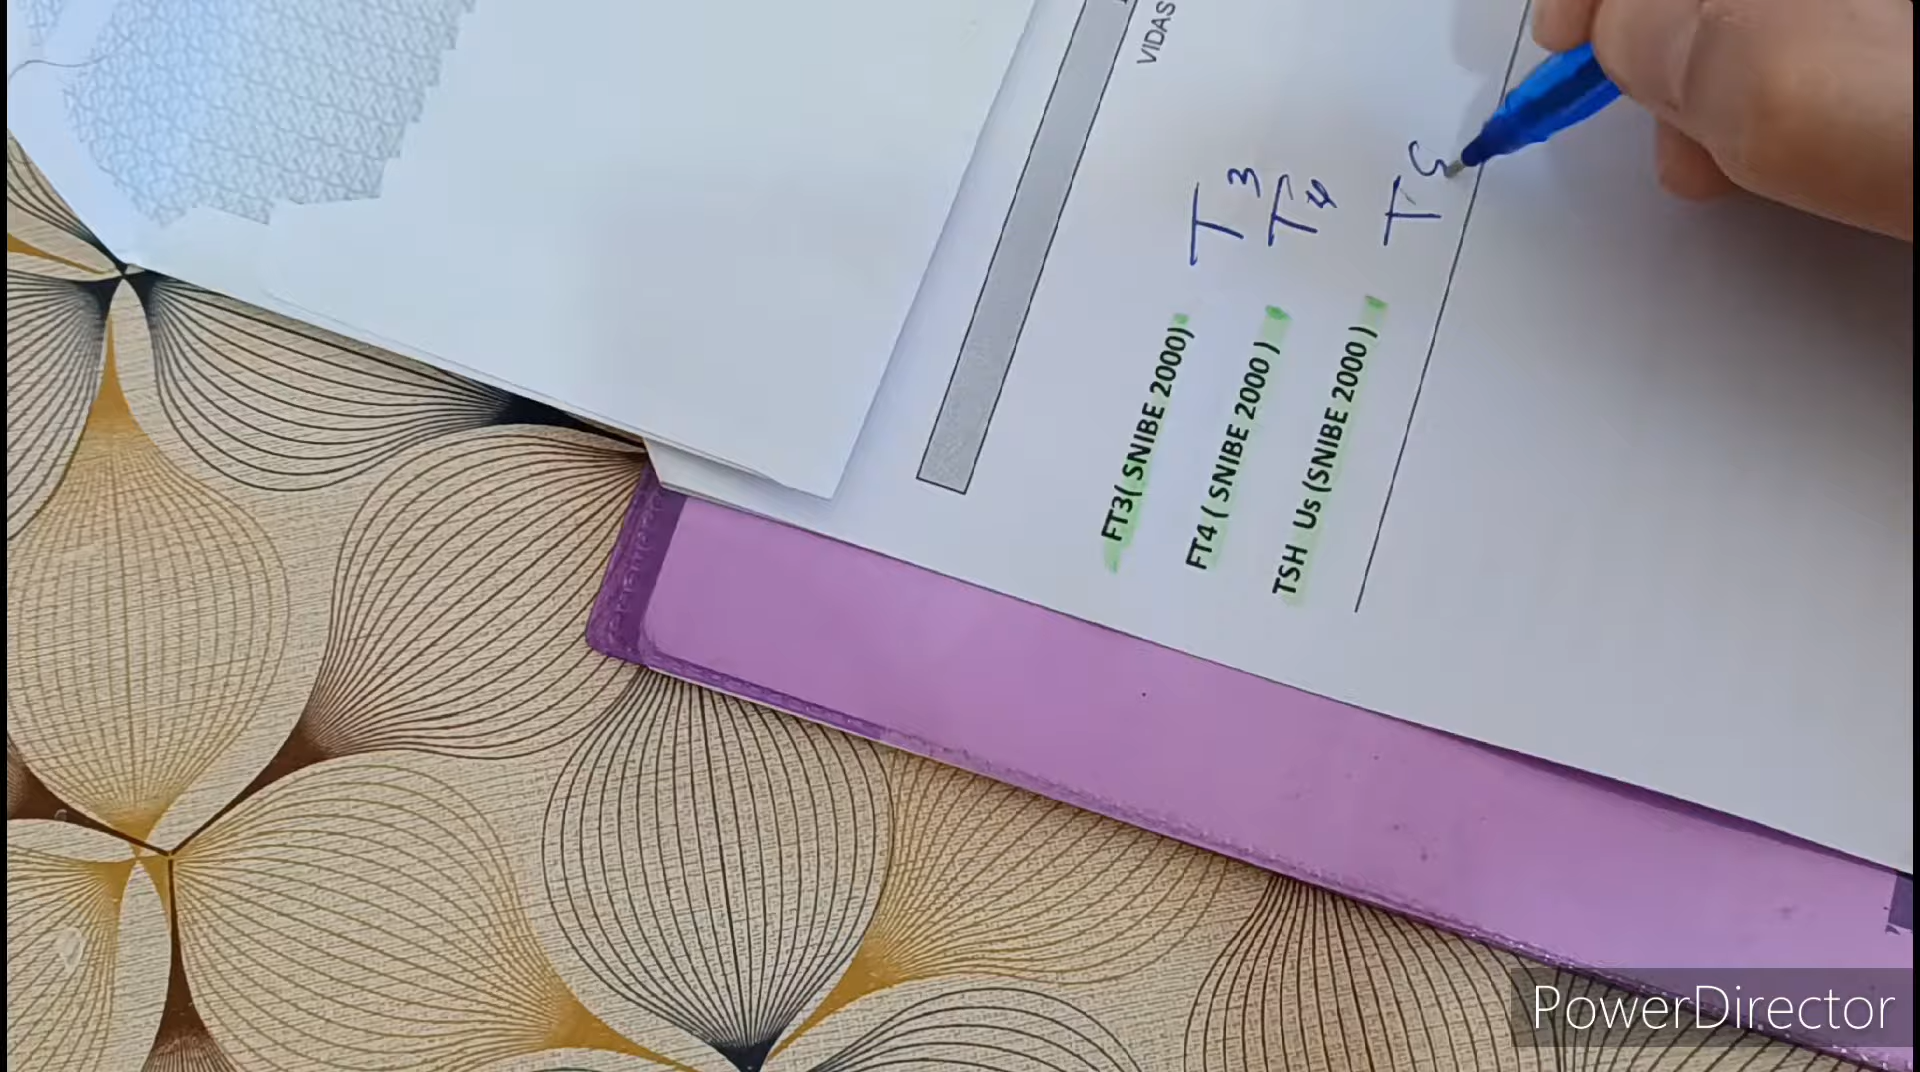 VIDAS
FT3( SNIBE 2000) T3
FT4 ( SNIBE 2000 ) T4
TSH Us (SNIBE 2000 ) TS
PowerDirector